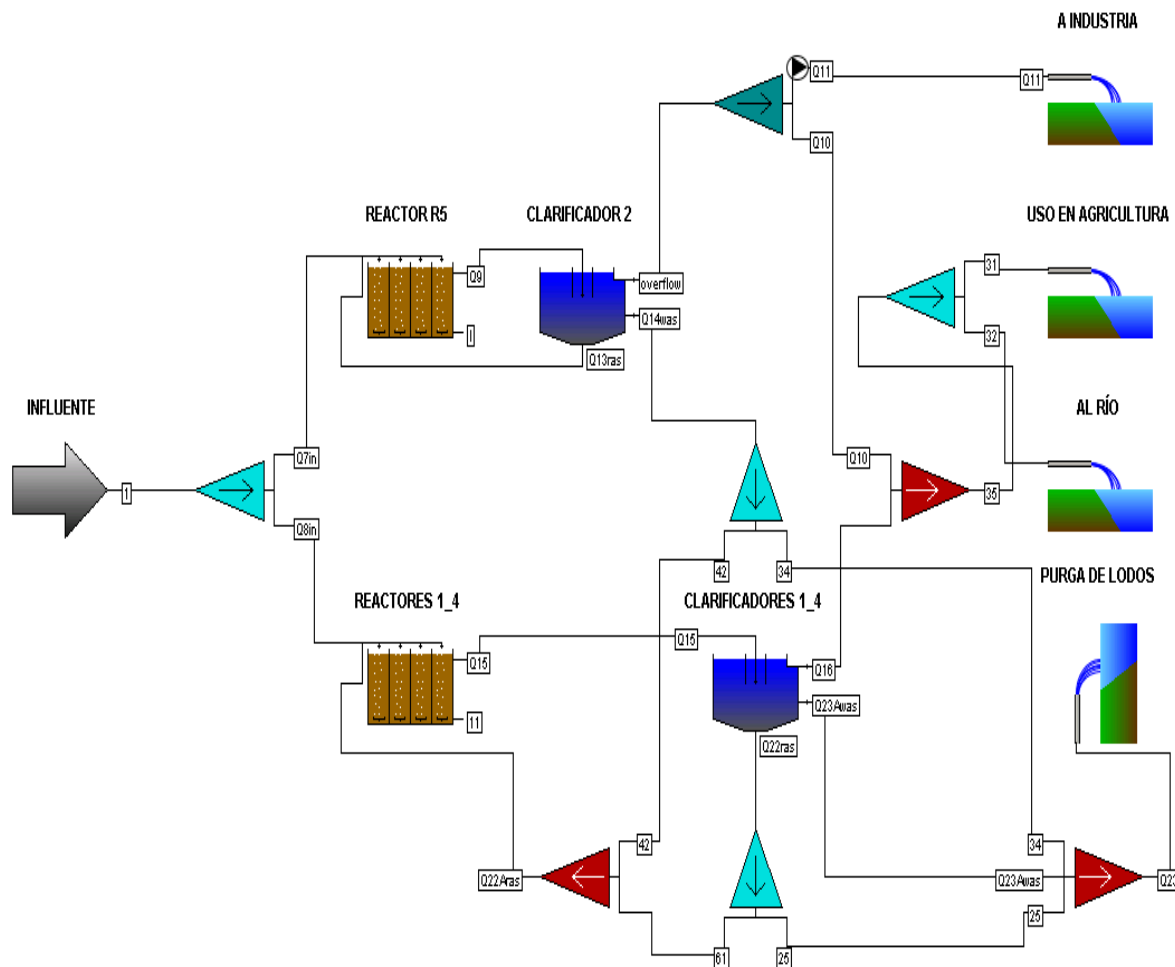 A INDUSTRIA
Q11
Q11
Q10
REACTOR R5
CLARIFICADOR 2
USO EN AGRICULTURA
Q9
31
overflow
Q14was
I
32
Q13ras
INFLUENTE
AL RÍO
Q7in
Q10
1
35
Q8in
42
34
PURGA DE LODOS
REACTORES 1_4
CLARIFICADORES 1_4
Q15
Q15
Q16
11
Q23Awas
Q22ras
42
34
Q22Aras
Q23Awas
Q23
25
61
25